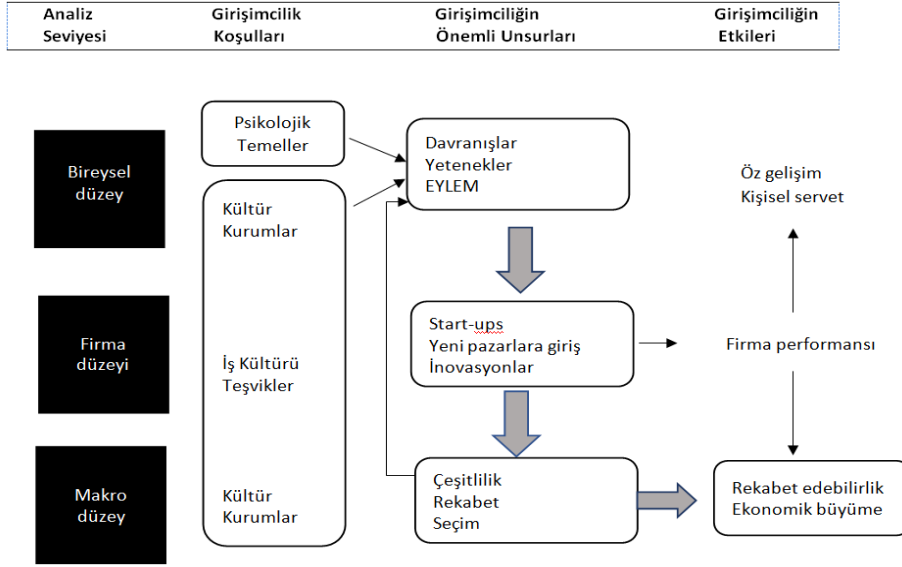 Analiz Seviyesi
Girişimcilik Koşulları
Girişimciliğin Önemli Unsurları
Girişimciliğin Etkileri
Bireysel
düzey
Psikolojik
Temeller
Kültür
Kurumlar
Davranışlar
Yetenekler
EYLEM
Öz gelişim
Kişisel servet
Firma
düzeyi
İş Kültürü
Teşvikler
Start-ups
Yeni pazarlara giriş
İnovasyonlar
Firma performansı
Makro
düzey
Kültür
Kurumlar
Çeşitlilik
Rekabet
Seçim
Rekabet edebilirlik
Ekonomik büyüme